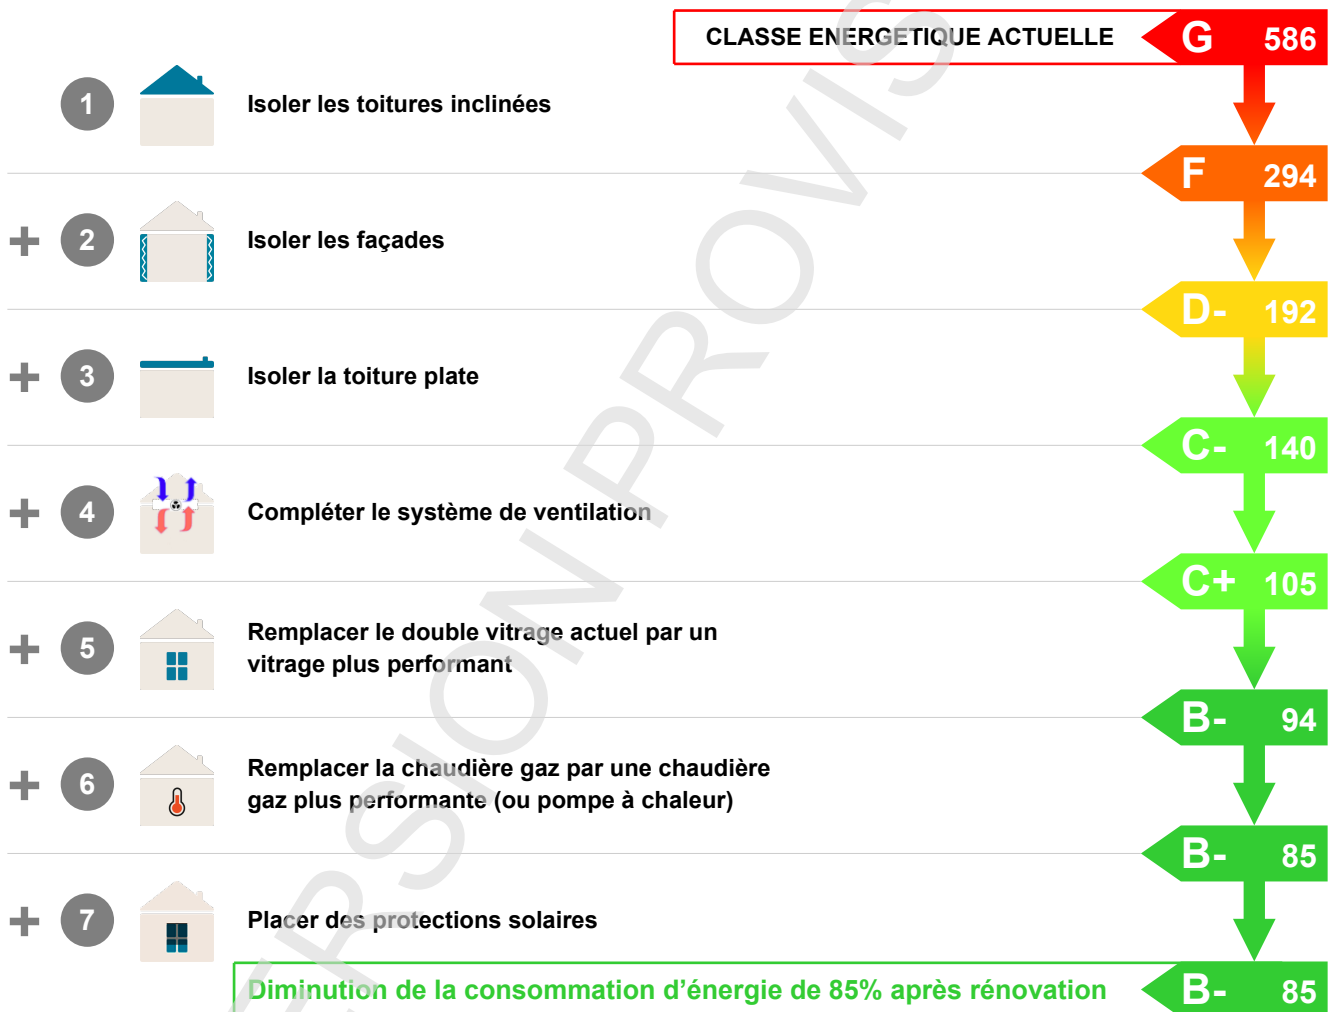 CLASSE ENERGETIQUE ACTUELLE G 586
1 Isoler les toitures inclinées
F 294
+ 2 Isoler les façades
D- 192
+ 3 Isoler la toiture plate
C- 140
+ 4 Compléter le système de ventilation
C+ 105
+ 5 Remplacer le double vitrage actuel par un
vitrage plus performant
B- 94
+ 6 Remplacer la chaudière gaz par une chaudière
gaz plus performante (ou pompe à chaleur)
B- 85
+ 7 Placer des protections solaires
Diminution de la consommation d'énergie de 85% après rénovation B- 85
ERSION PROVIS